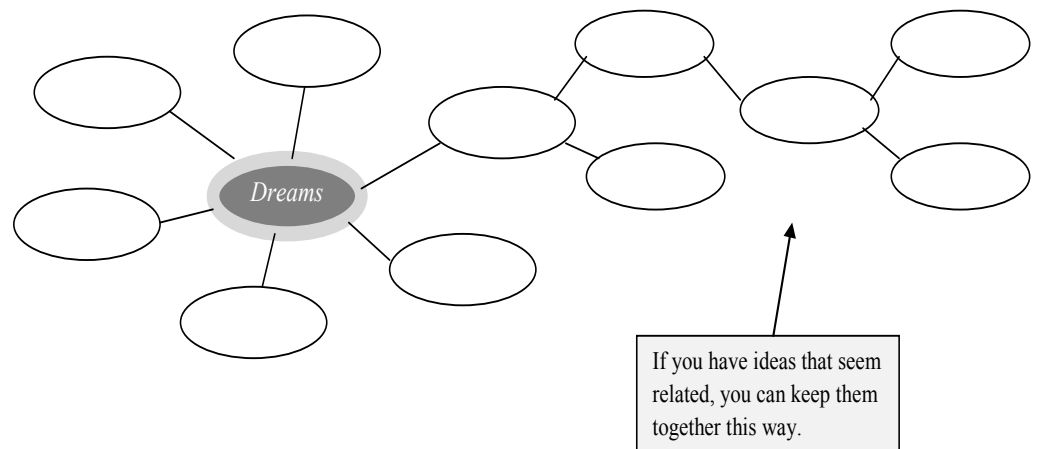 Dreams
If you have ideas that seem
related, you can keep them
together this way.